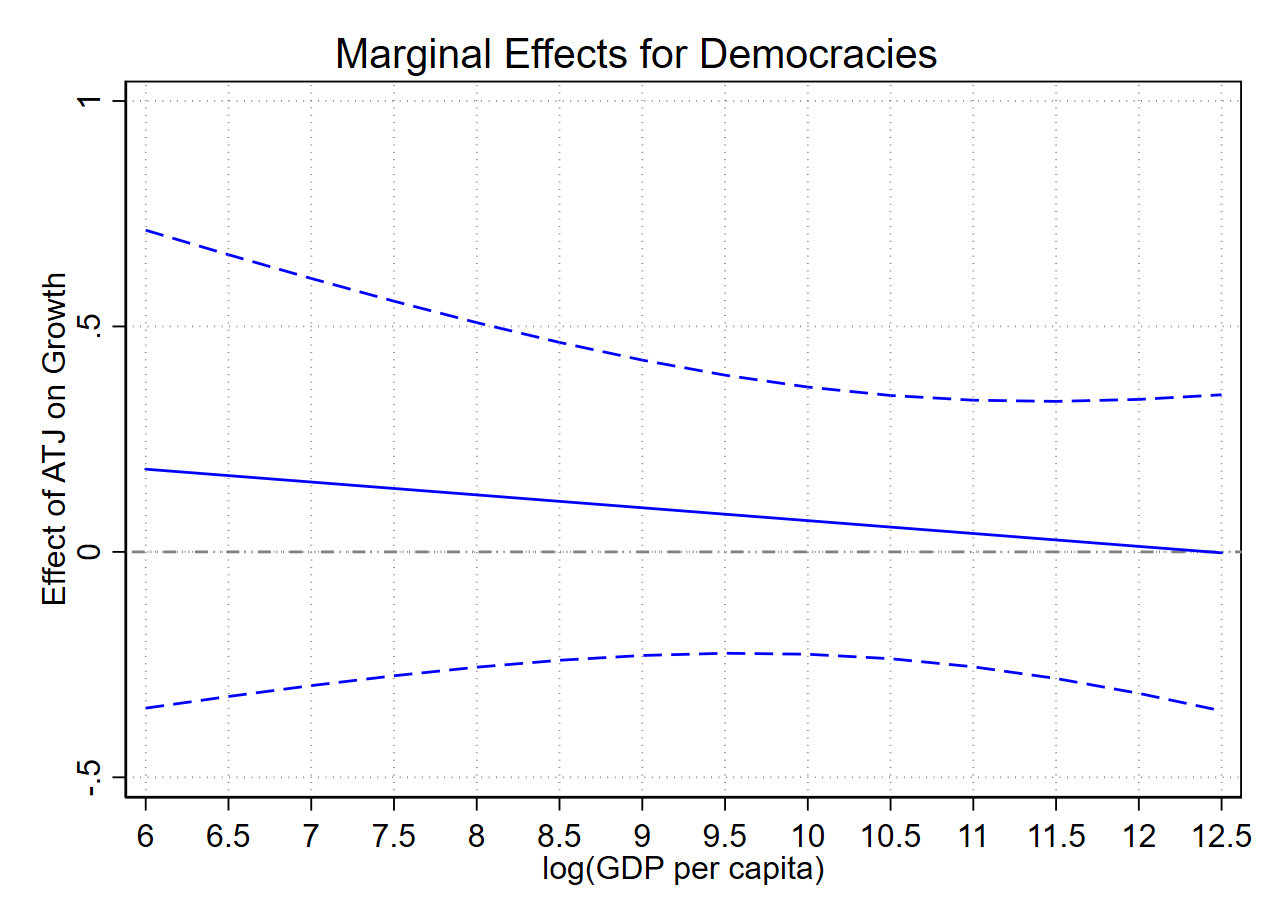 Marginal Effects for Democracies
Effect of ATJ on Growth
1
.5
0
-.5
6 6.5 7 7.5 8 8.5 9 9.5 10 10.5 11 11.5 12 12.5
log(GDP per capita)